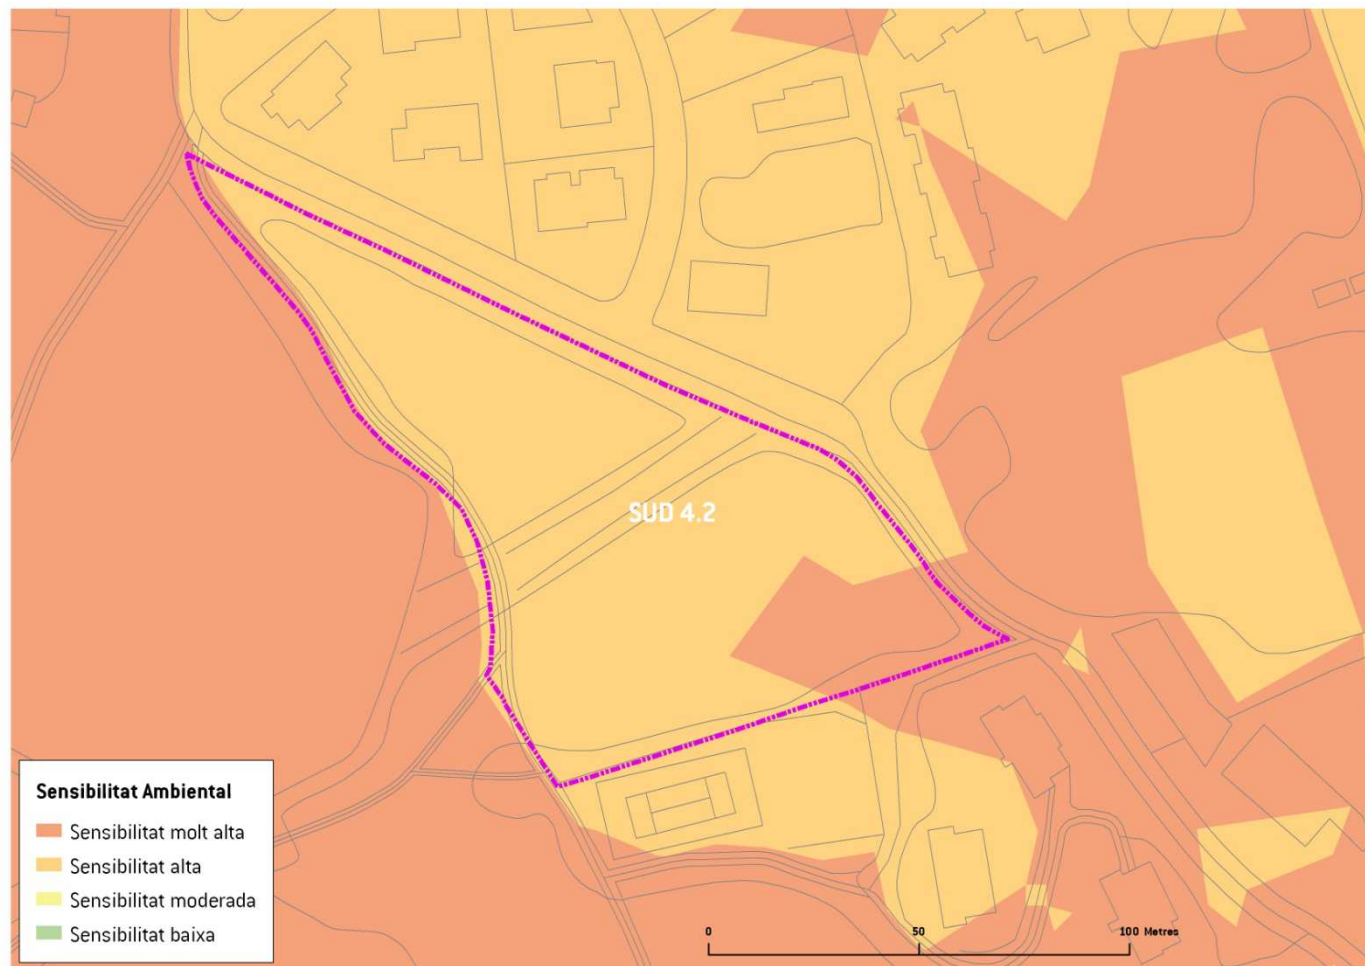 SUD 4.2
Sensibilitat Ambiental
Sensibilitat molt alta
Sensibilitat alta
Sensibilitat moderada
Sensibilitat baixa
0 50 100 Metres